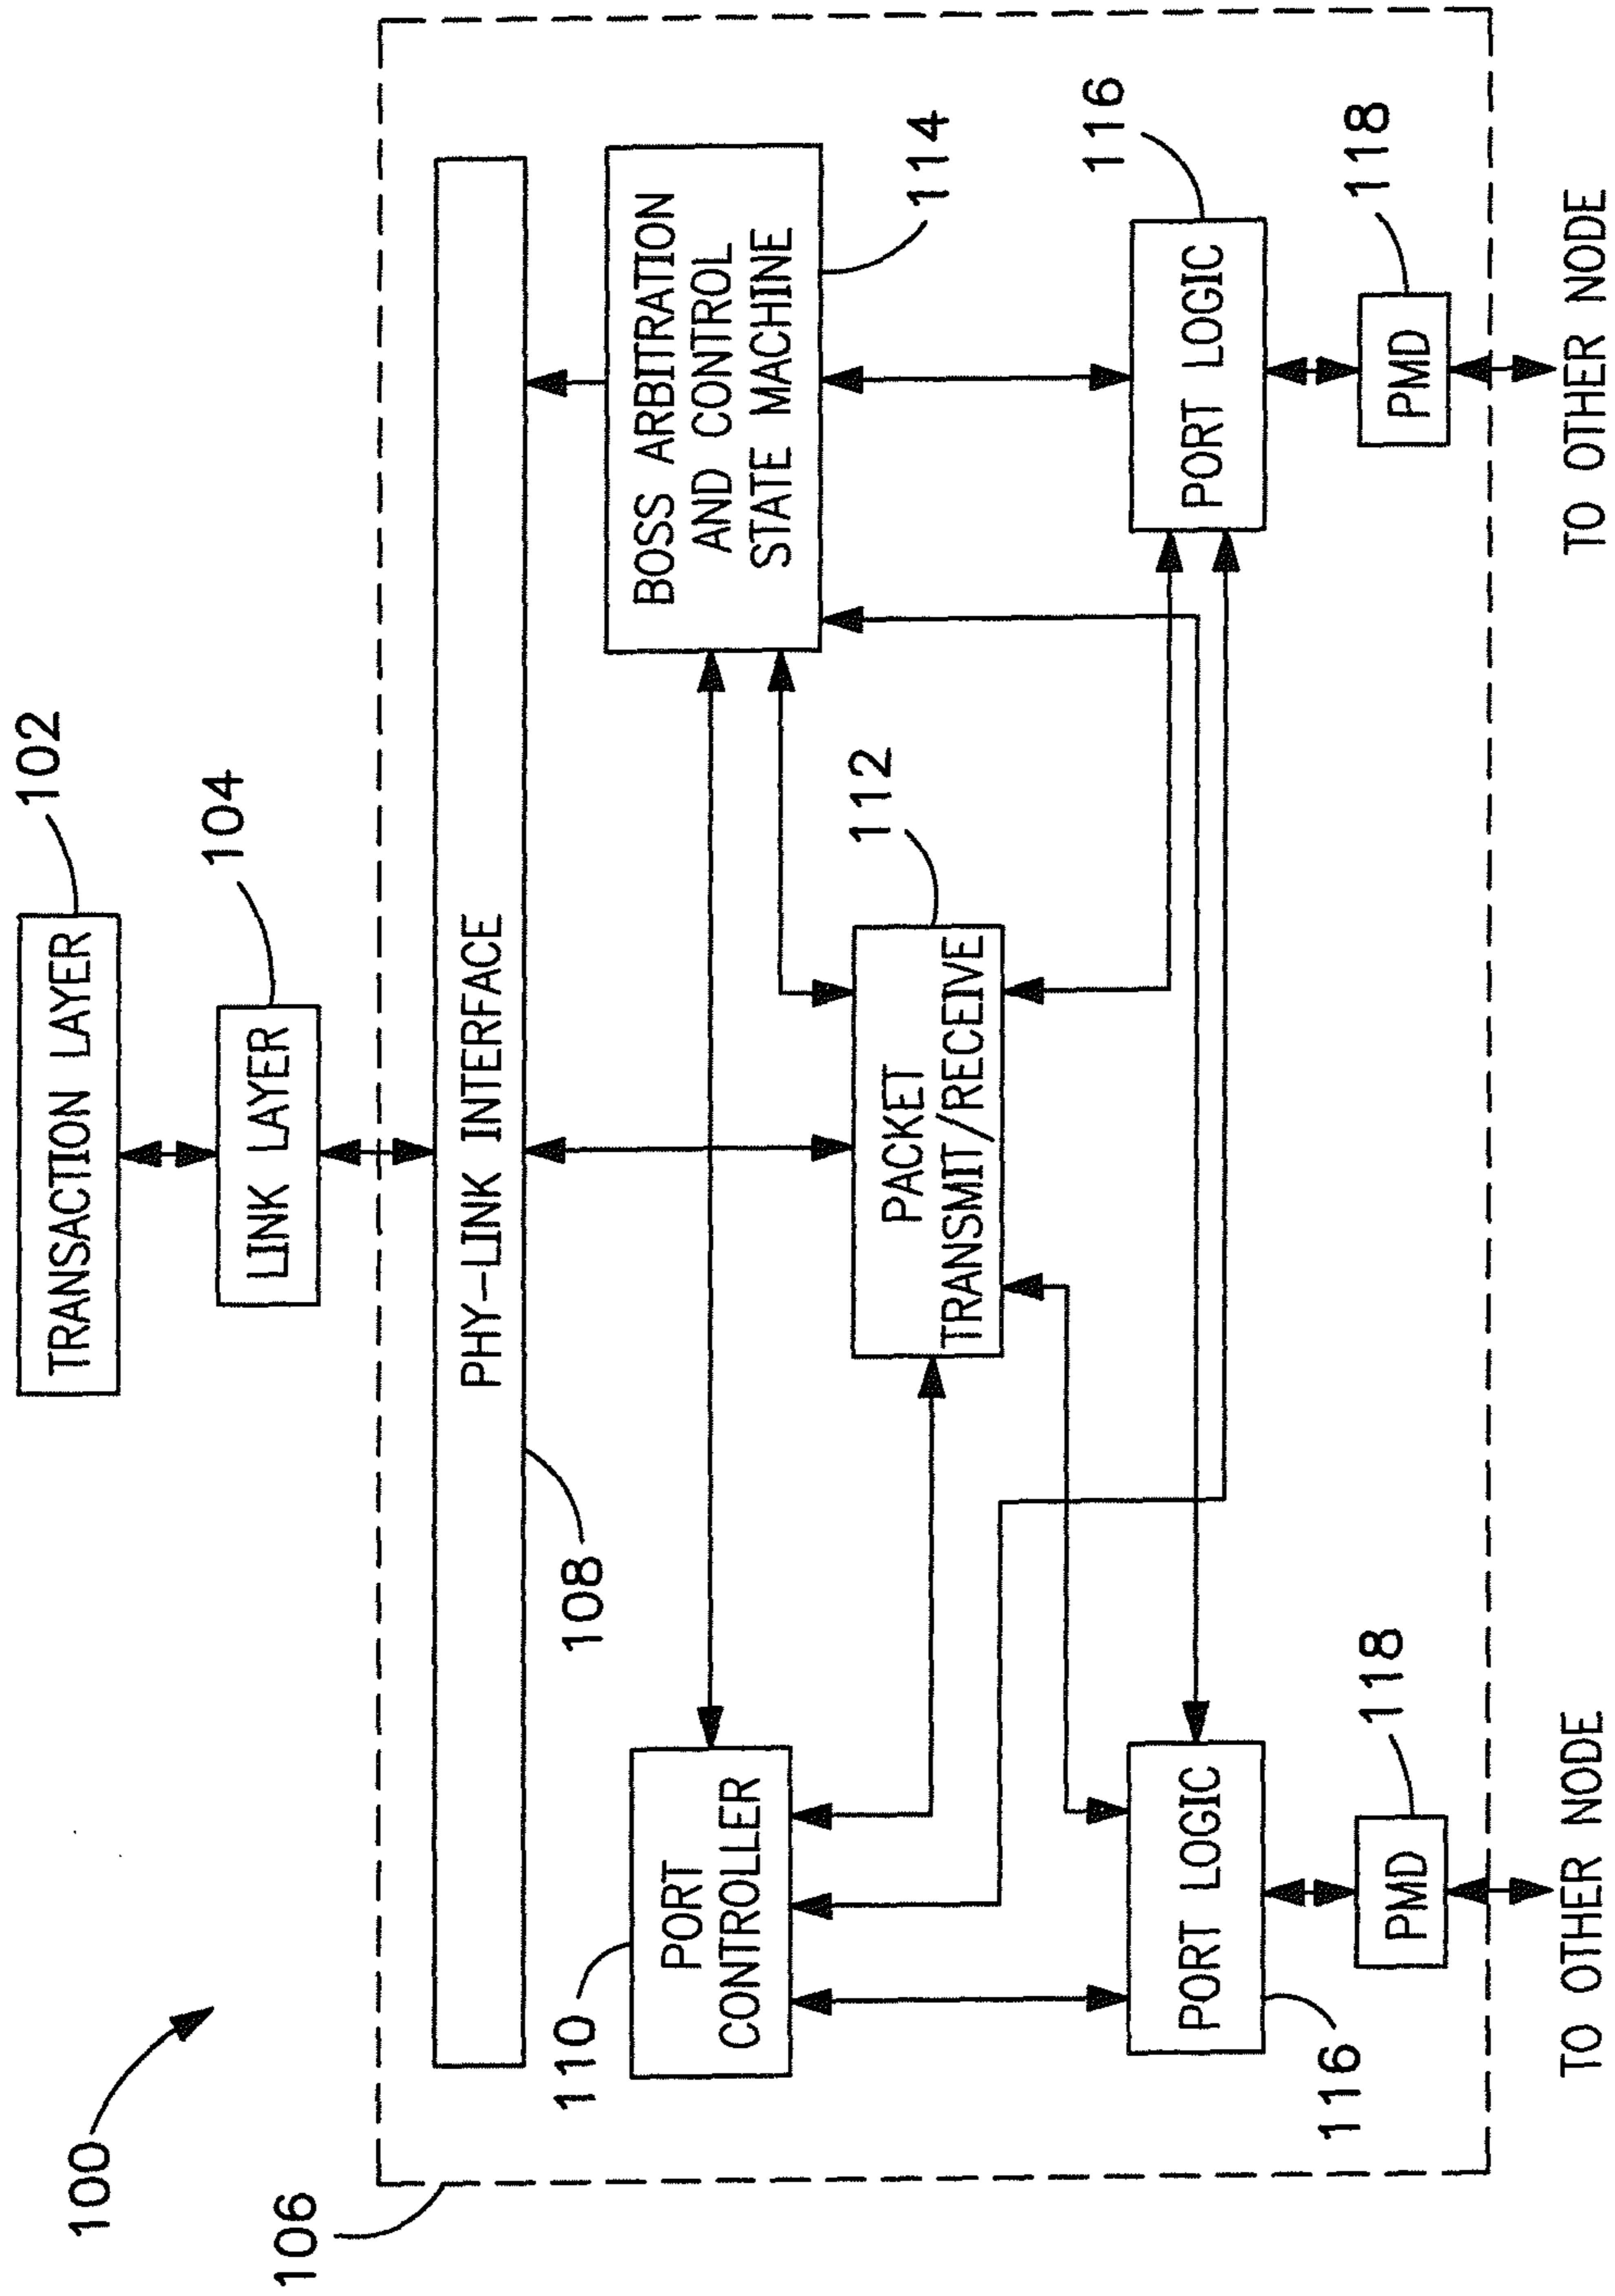 100
TRANSACTION LAYER
102
LINK LAYER
104
106
PHY-LINK INTERFACE
108
110
PORT
CONTROLLER
PACKET
TRANSMIT/RECEIVE
112
BOSS ARBITRATION
AND CONTROL
STATE MACHINE
114
PORT LOGIC
116
PORT LOGIC
116
PMD
118
PMD
118
TO OTHER NODE
TO OTHER NODE